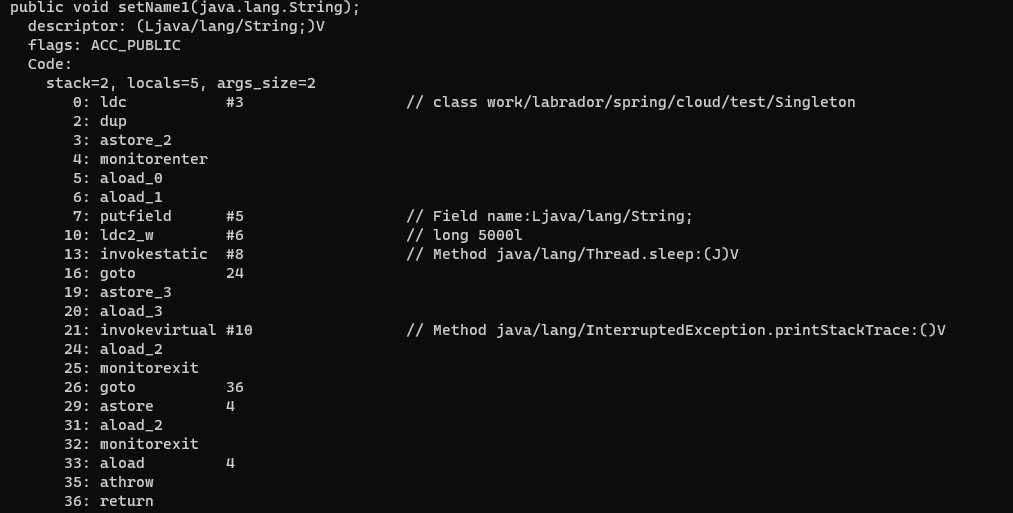 public void setName1(java.lang.String);
  descriptor: (Ljava/lang/String;)V
  flags: ACC_PUBLIC
  Code:
    stack=2, locals=5, args_size=2
       0: ldc           #3                  // class work/labrador/spring/cloud/test/Singleton
       2: dup
       3: astore_2
       4: monitorenter
       5: aload_0
       6: aload_1
       7: putfield      #5                  // Field name:Ljava/lang/String;
      10: ldc2_w        #6                  // long 5000l
      13: invokestatic  #8                  // Method java/lang/Thread.sleep:(J)V
      16: goto          24
      19: astore_3
      20: aload_3
      21: invokevirtual #10                 // Method java/lang/InterruptedException.printStackTrace:()V
      24: aload_2
      25: monitorexit
      26: goto          36
      29: astore        4
      31: aload_2
      32: monitorexit
      33: aload         4
      35: athrow
      36: return